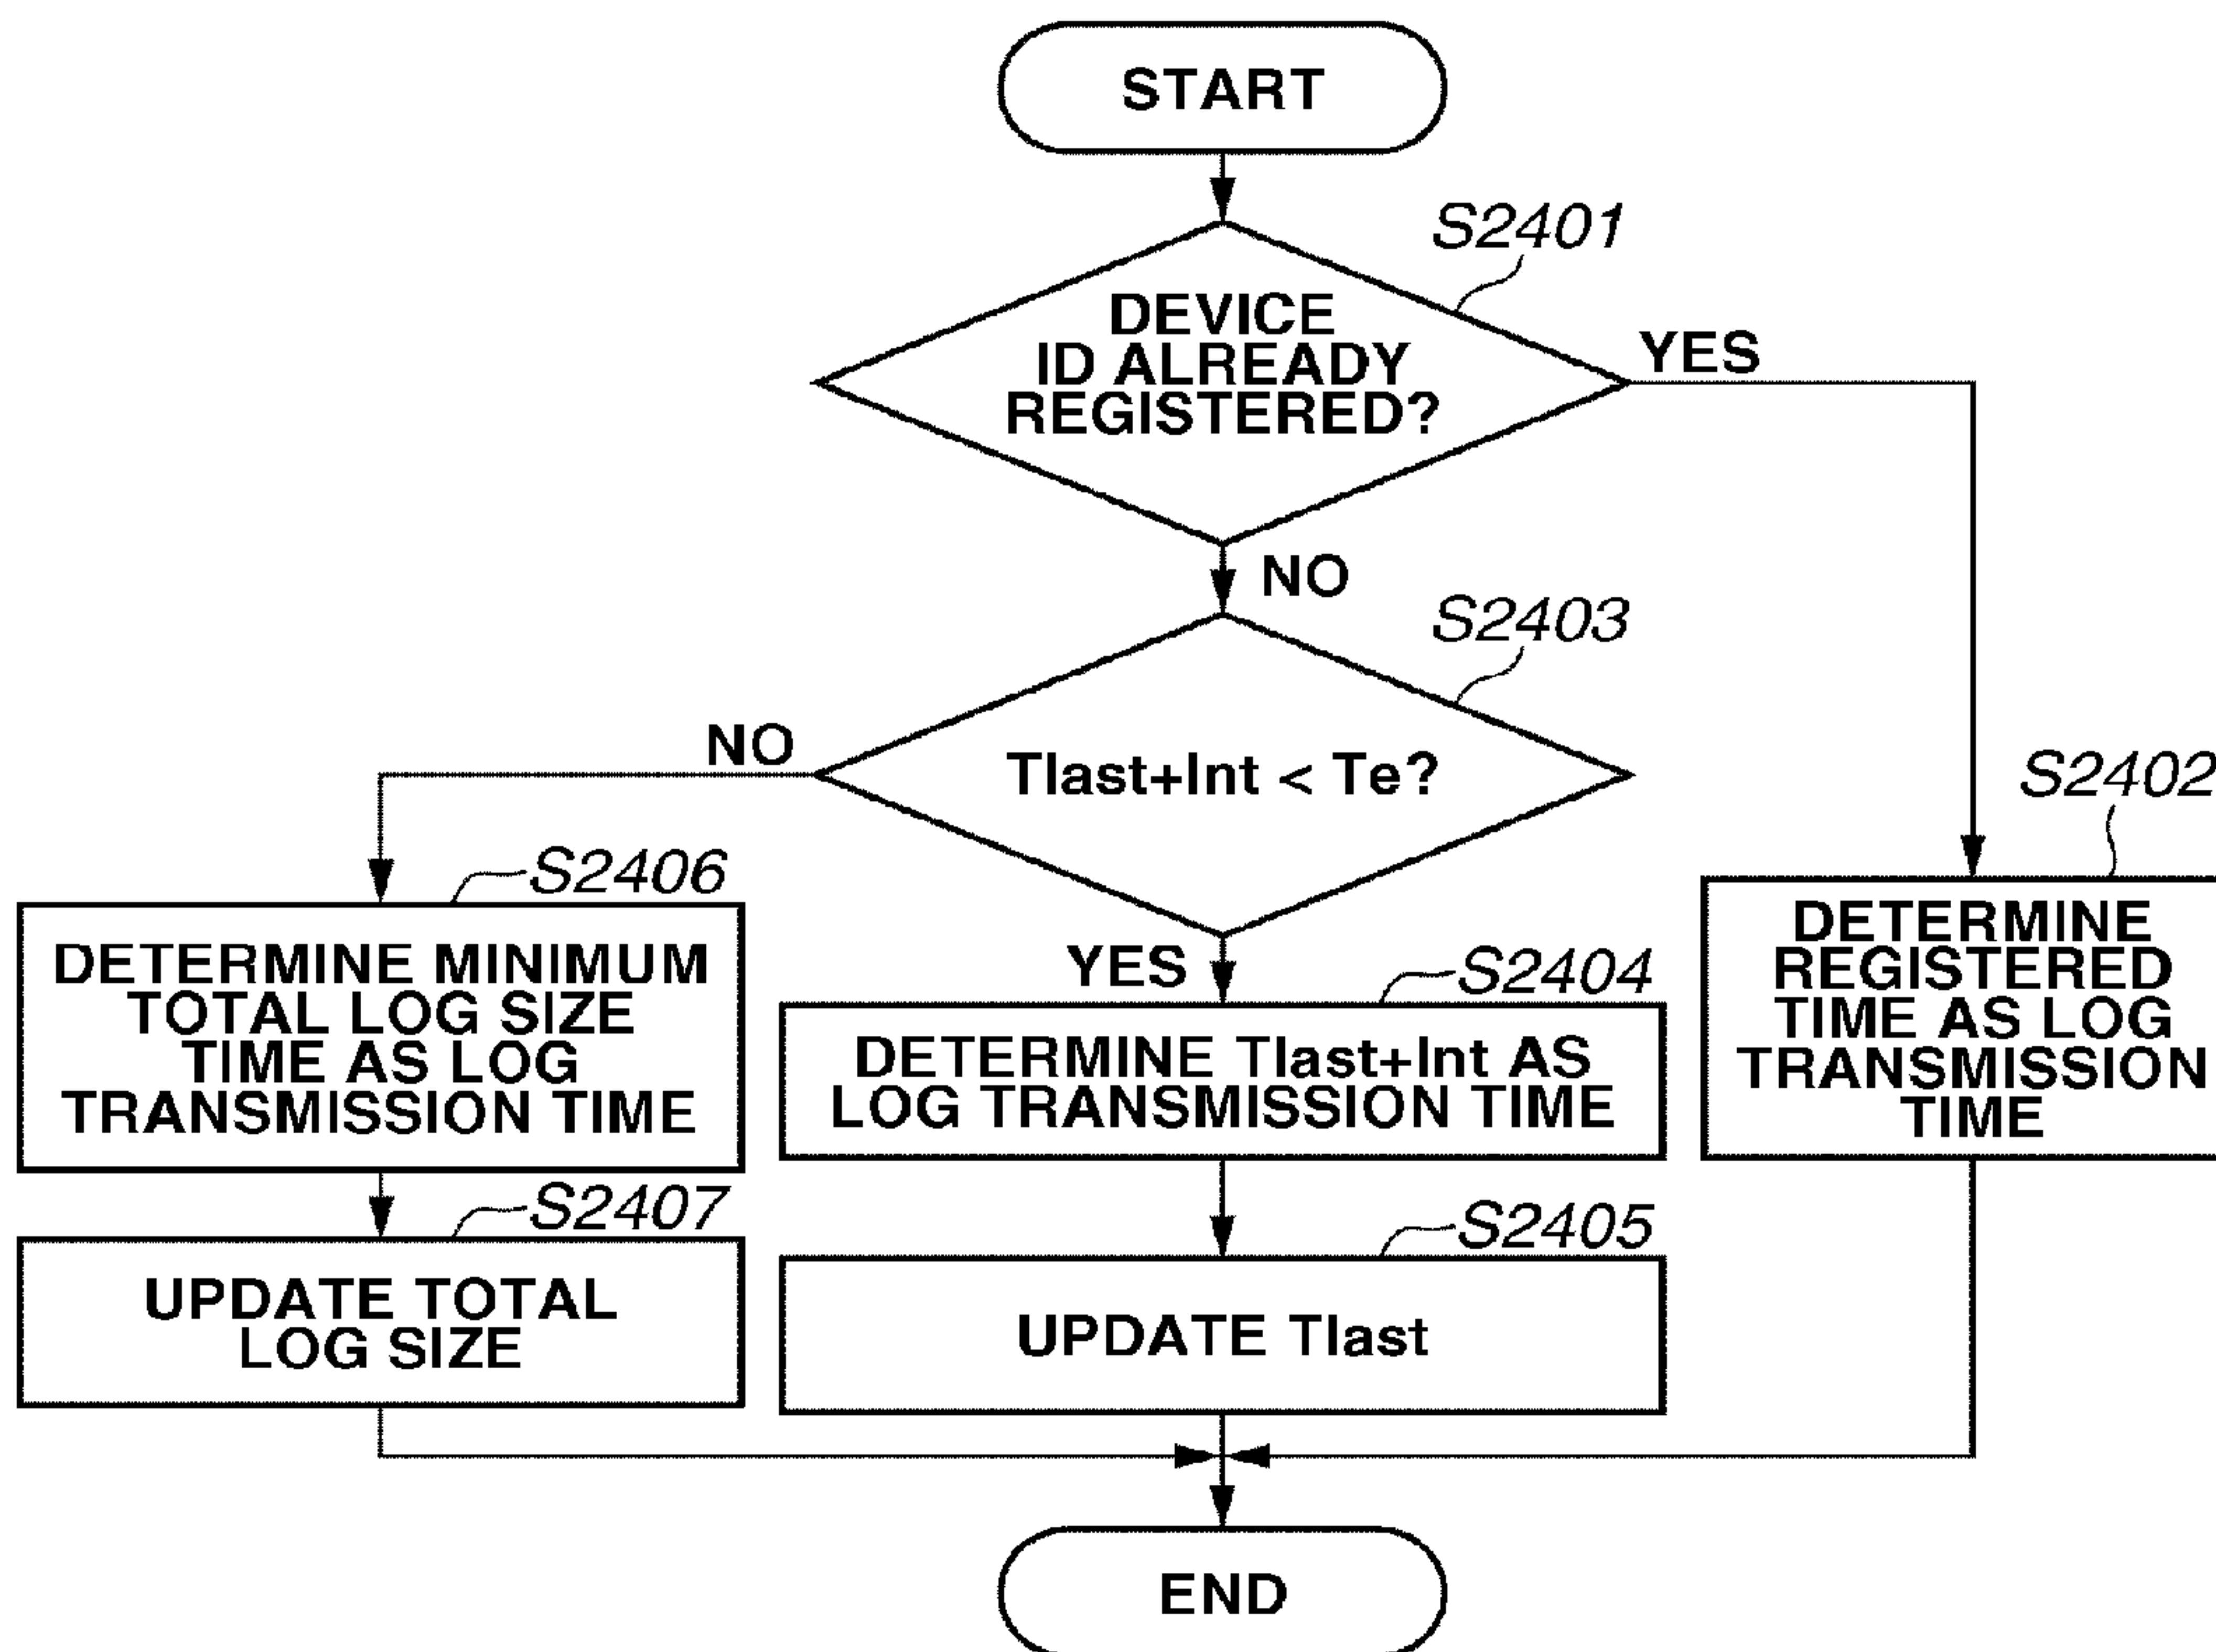 START
S2401
DEVICE
ID ALREADY
REGISTERED?
YES
NO
S2403
Tlast+Int < Te?
NO
YES
S2402
DETERMINE
REGISTERED
TIME AS LOG
TRANSMISSION
TIME
S2406
DETERMINE MINIMUM
TOTAL LOG SIZE
TIME AS LOG
TRANSMISSION TIME
S2404
DETERMINE Tlast+Int AS
LOG TRANSMISSION TIME
S2407
UPDATE TOTAL
LOG SIZE
S2405
UPDATE Tlast
END